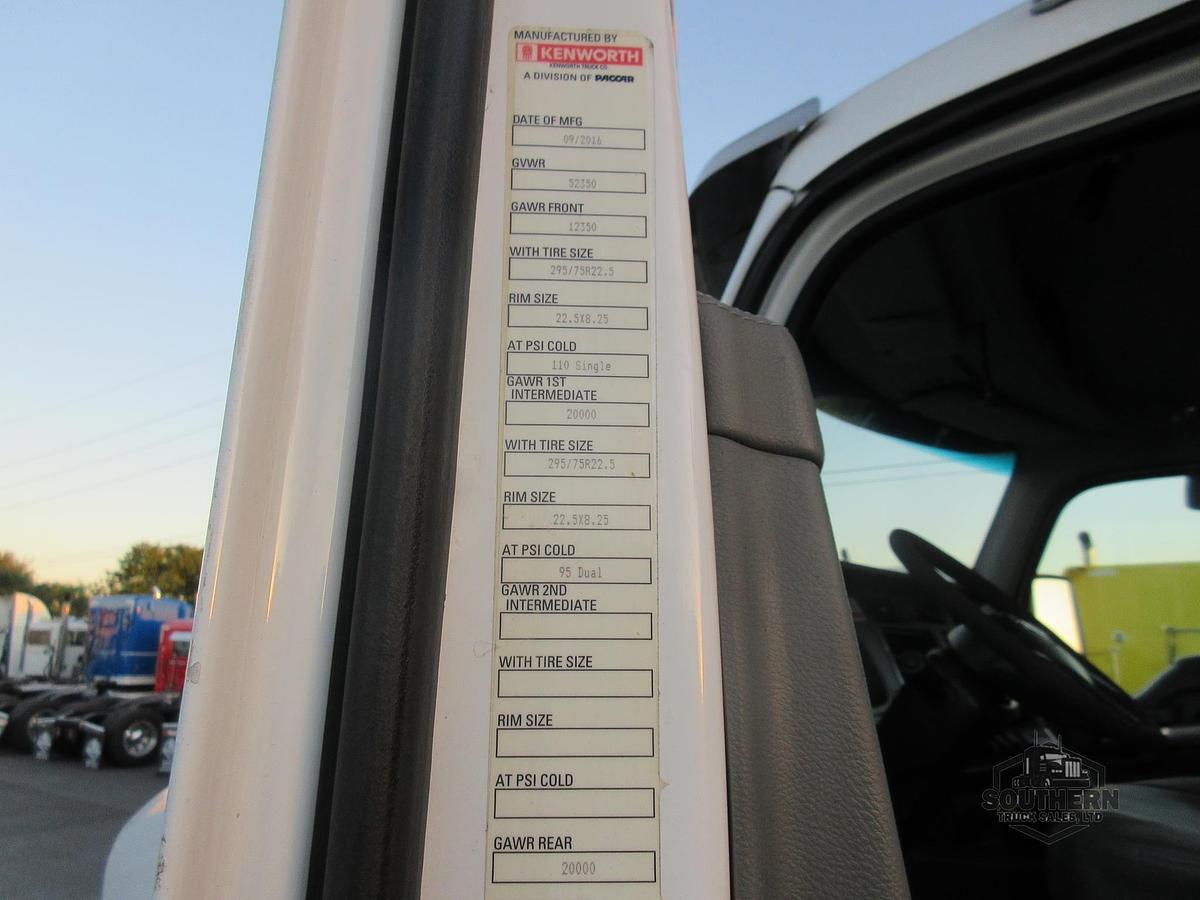 MANUFACTURED BY
KENWORTH
KENWORTH TRUCK CO.
A DIVISION OF PACCAR
DATE OF MFG
09/2016
GVWR
52350
GAWR FRONT
12350
WITH TIRE SIZE
295/75R22.5
RIM SIZE
22.5X8.25
AT PSI COLD
110 Single
GAWR 1ST
INTERMEDIATE
20000
WITH TIRE SIZE
295/75R22.5
RIM SIZE
22.5X8.25
AT PSI COLD
95 Dual
GAWR 2ND
INTERMEDIATE
WITH TIRE SIZE
RIM SIZE
AT PSI COLD
GAWR REAR
20000
SOUTHERN
TRUCK SALES, LTD